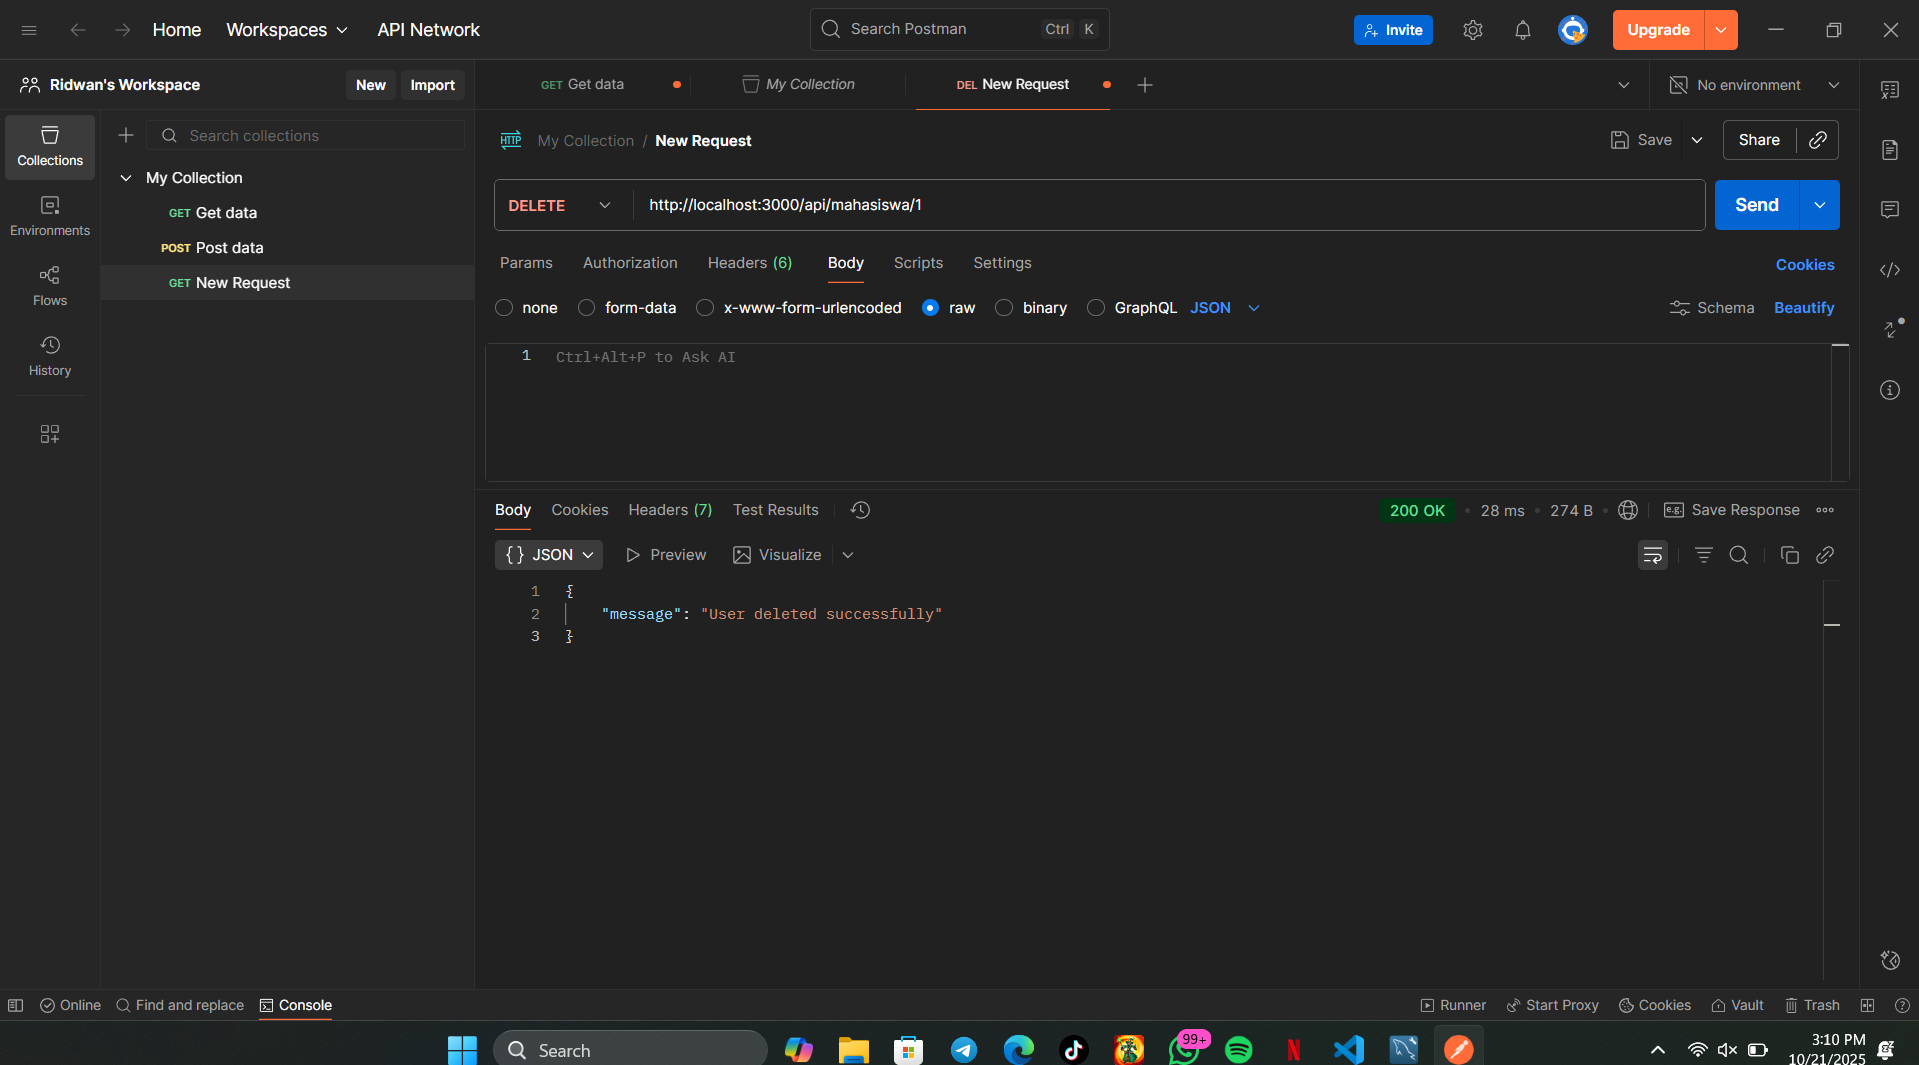 Home
Workspaces
API Network
Search Postman
Ctrl
K
Invite
Upgrade
Ridwan's Workspace
New
Import
GET Get data
My Collection
DEL New Request
No environment
Collections
Search collections
My Collection
GET Get data
POST Post data
GET New Request
Environments
Flows
History
HTTP
My Collection / New Request
Save
Share
DELETE
http://localhost:3000/api/mahasiswa/1
Send
Params
Authorization
Headers (6)
Body
Scripts
Settings
Cookies
none
form-data
x-www-form-urlencoded
raw
binary
GraphQL
JSON
Schema
Beautify
1
Ctrl+Alt+P to Ask AI
Body
Cookies
Headers (7)
Test Results
200 OK
28 ms
274 B
e.g.
Save Response
{} JSON
Preview
Visualize
1 {
2 "message": "User deleted successfully"
3 }
Online
Find and replace
Console
Runner
Start Proxy
Cookies
Vault
Trash
Search
99+
N
3:10 PM
10/21/2025